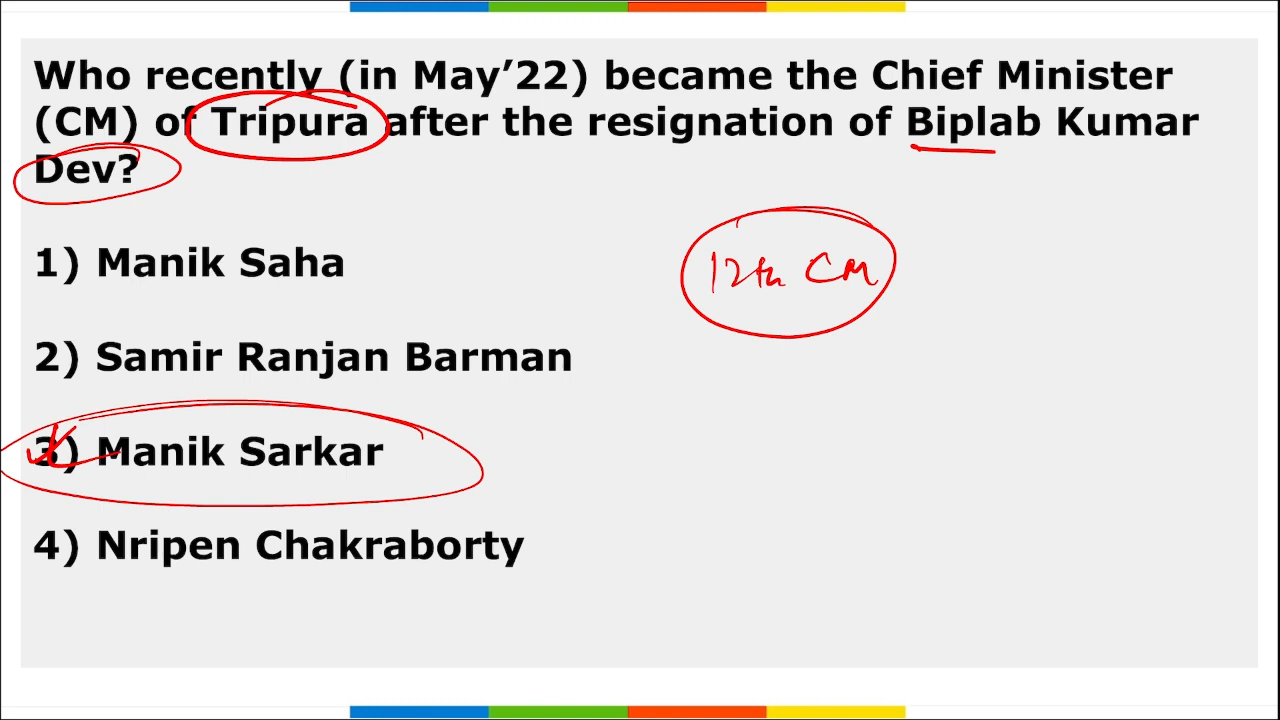 Who recently (in May’22) became the Chief Minister
(CM) of Tripura after the resignation of Biplab Kumar
Dev?
1) Manik Saha
12th CM
2) Samir Ranjan Barman
3) Manik Sarkar
4) Nripen Chakraborty